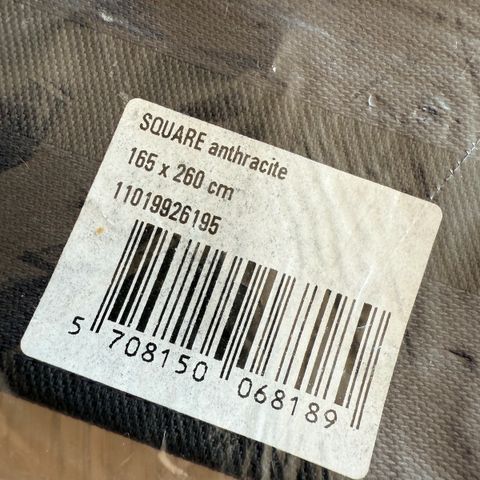 SQUARE anthracite
165 x 260 cm
11019926195
5 708150 068189